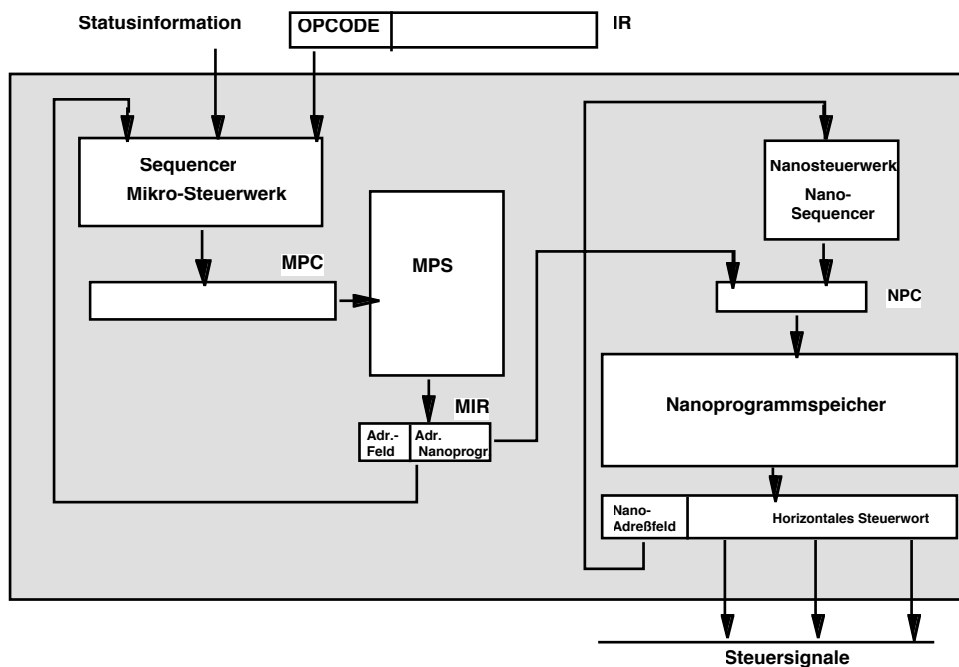 Statusinformation
OPCODE
IR
Sequencer
Mikro-Steuerwerk
Nanosteuerwerk
Nano-
Sequencer
MPC
MPS
NPC
MIR
Adr.-
Feld
Adr.
Nanoprogr.
Nanoprogrammspeicher
Nano-
Adreßfeld
Horizontales Steuerwort
Steuersignale